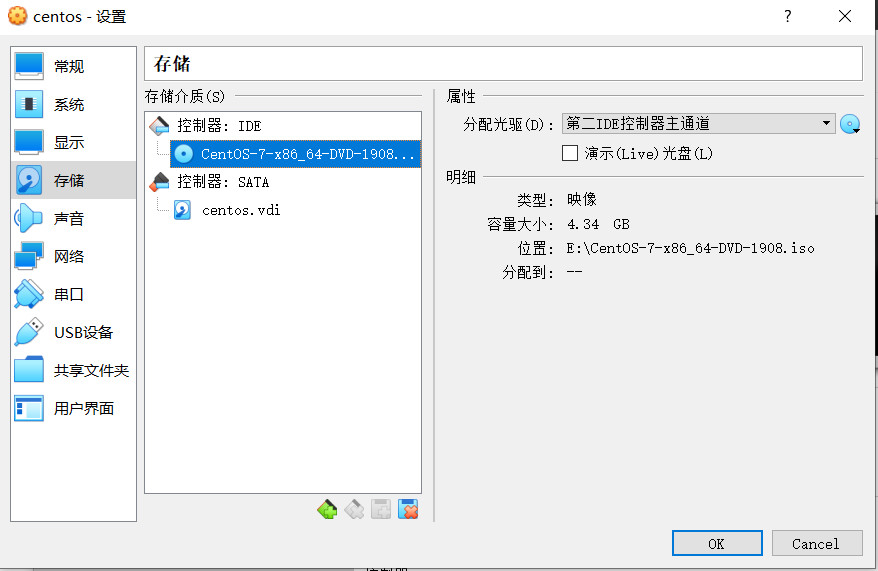 centos - 设置
?
常规
系统
显示
存储
声音
网络
串口
USB设备
共享文件夹
用户界面
存储
存储介质(S)
控制器: IDE
CentOS-7-x86_64-DVD-1908...
控制器: SATA
centos.vdi
属性
分配光驱(D): 第二IDE控制器主通道
演示(Live)光盘(L)
明细
类型: 映像
容量大小: 4.34 GB
位置: E:\CentOS-7-x86_64-DVD-1908.iso
分配到: --
OK
Cancel